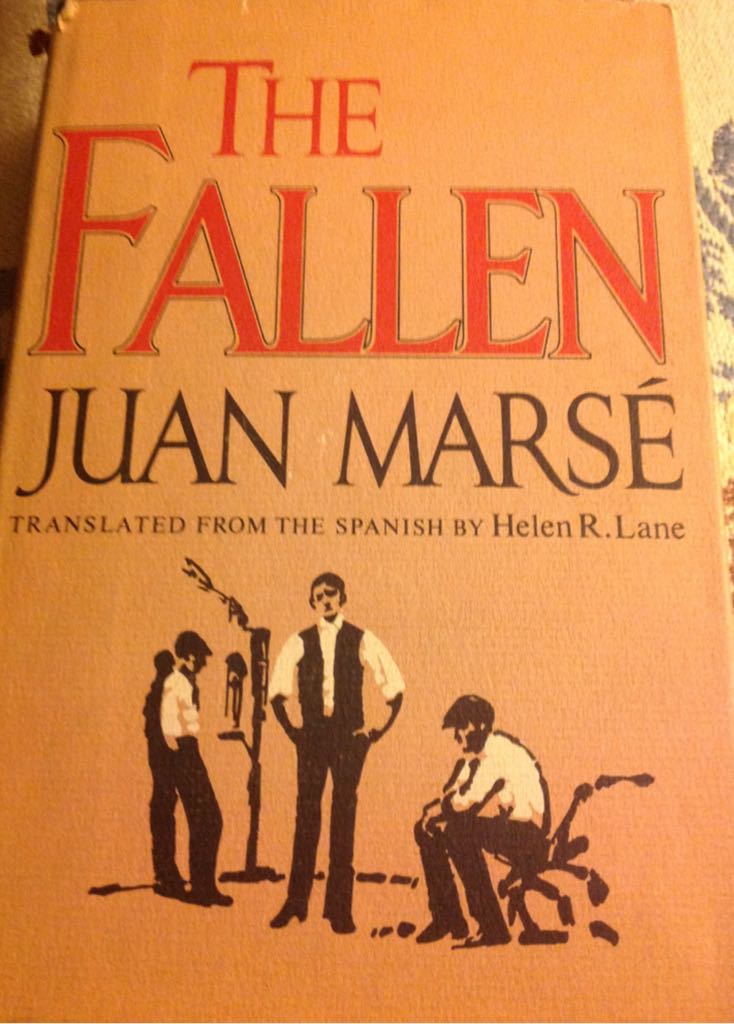 THE
FALLEN
JUAN MARSÉ
TRANSLATED FROM THE SPANISH BY Helen R. Lane